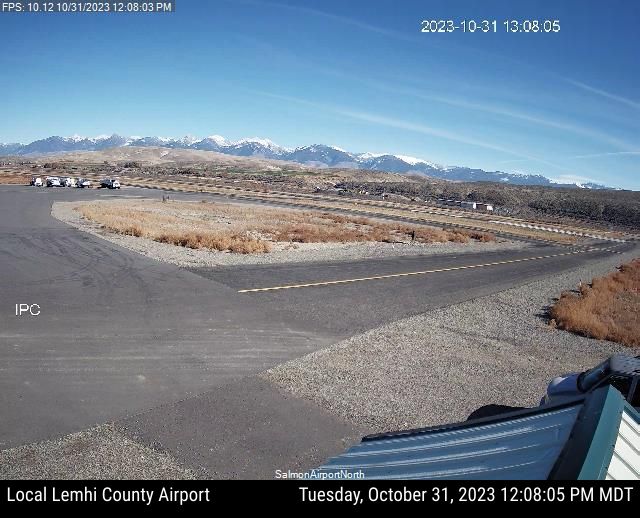 FPS: 10.12 10/31/2023 12:08:03 PM
2023-10-31 13:08:05
IPC
SalmonAirportNorth
Local Lemhi County Airport
Tuesday, October 31, 2023 12:08:05 PM MDT